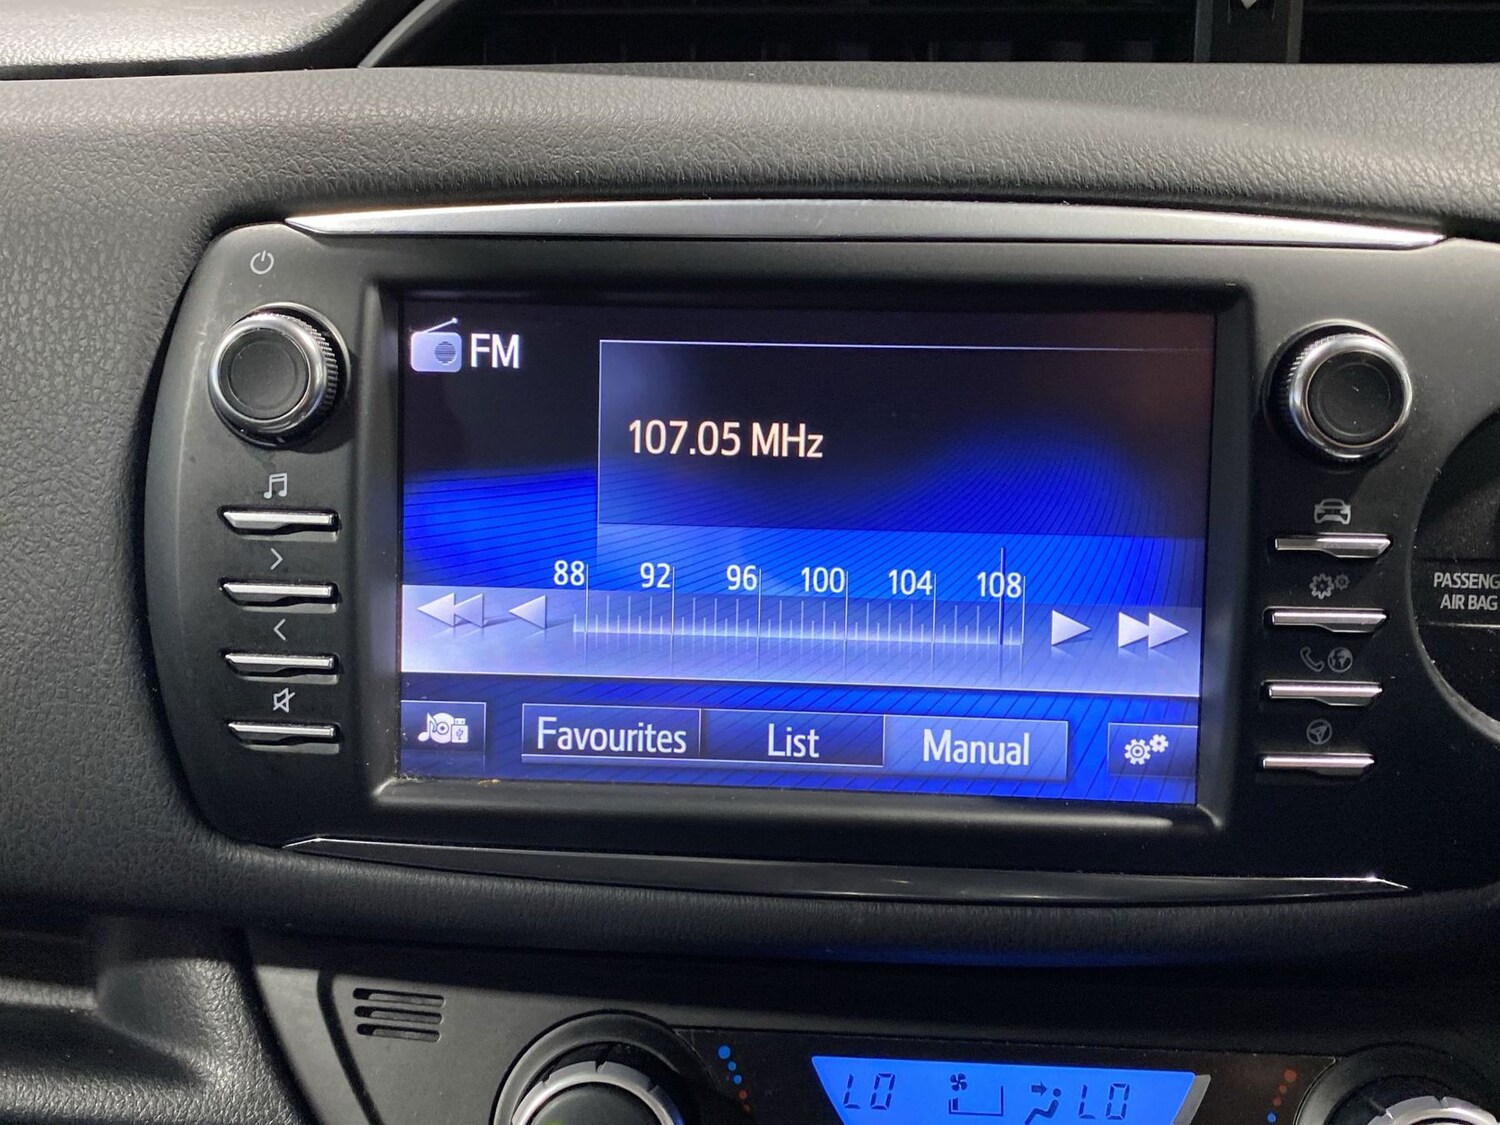 FM
107.05 MHz
88 92 96 100 104 108
Favourites List Manual
PASSENG
AIR BAG
LO LO